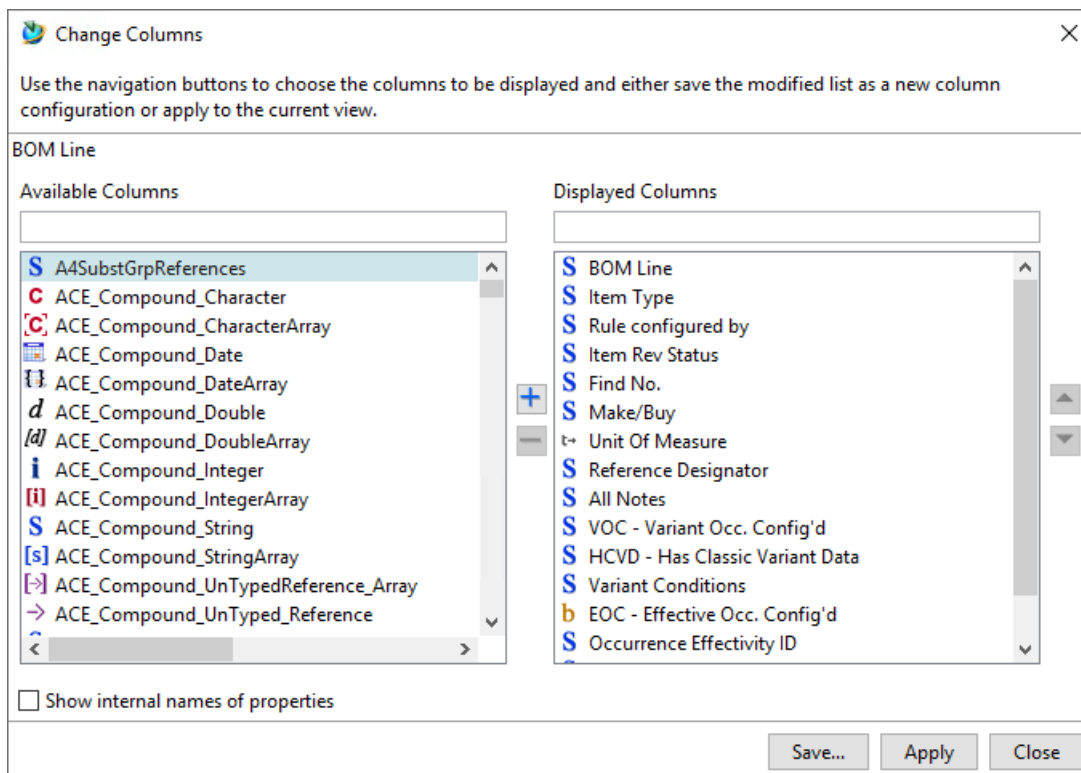 Change Columns
Use the navigation buttons to choose the columns to be displayed and either save the modified list as a new column
configuration or apply to the current view.
BOM Line
Available Columns
A4SubstGrpReferences
ACE_Compound_Character
ACE_Compound_CharacterArray
ACE_Compound_Date
ACE_Compound_DateArray
ACE_Compound_Double
ACE_Compound_DoubleArray
ACE_Compound_Integer
ACE_Compound_IntegerArray
ACE_Compound_String
ACE_Compound_StringArray
ACE_Compound_UnTypedReference_Array
ACE_Compound_UnTyped_Reference
Displayed Columns
BOM Line
Item Type
Rule configured by
Item Rev Status
Find No.
Make/Buy
Unit Of Measure
Reference Designator
All Notes
VOC - Variant Occ. Config'd
HCVD - Has Classic Variant Data
Variant Conditions
EOC - Effective Occ. Config'd
Occurrence Effectivity ID
Show internal names of properties
Save...
Apply
Close